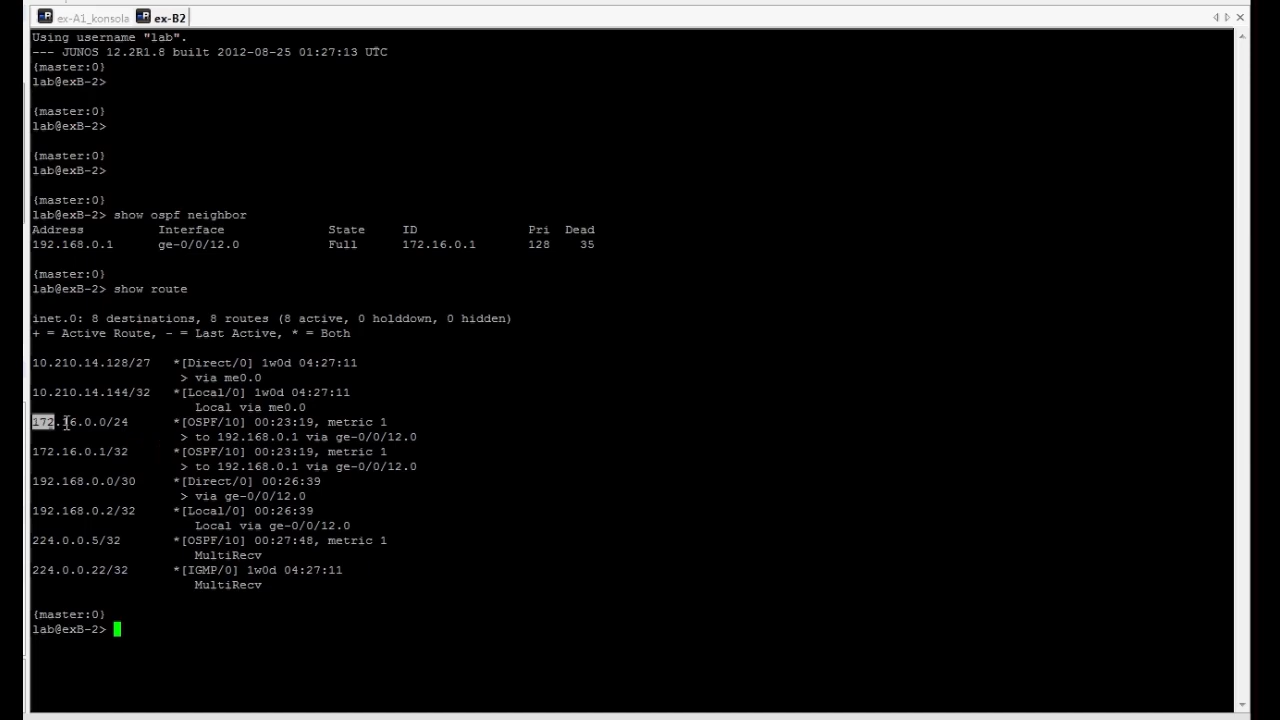 ex-A1_konsola ex-B2
Using username "lab".
--- JUNOS 12.2R1.8 built 2012-08-25 01:27:13 UTC
{master:0}
lab@exB-2>
{master:0}
lab@exB-2>
{master:0}
lab@exB-2>
{master:0}
lab@exB-2> show ospf neighbor
Address Interface State ID Pri Dead
192.168.0.1 ge-0/0/12.0 Full 172.16.0.1 128 35
{master:0}
lab@exB-2> show route
inet.0: 8 destinations, 8 routes (8 active, 0 holddown, 0 hidden)
+ = Active Route, - = Last Active, * = Both
10.210.14.128/27 *[Direct/0] 1w0d 04:27:11
> via me0.0
10.210.14.144/32 *[Local/0] 1w0d 04:27:11
Local via me0.0
172.16.0.0/24 *[OSPF/10] 00:23:19, metric 1
> to 192.168.0.1 via ge-0/0/12.0
172.16.0.1/32 *[OSPF/10] 00:23:19, metric 1
> to 192.168.0.1 via ge-0/0/12.0
192.168.0.0/30 *[Direct/0] 00:26:39
> via ge-0/0/12.0
192.168.0.2/32 *[Local/0] 00:26:39
Local via ge-0/0/12.0
224.0.0.5/32 *[OSPF/10] 00:27:48, metric 1
MultiRecv
224.0.0.22/32 *[IGMP/0] 1w0d 04:27:11
MultiRecv
{master:0}
lab@exB-2>